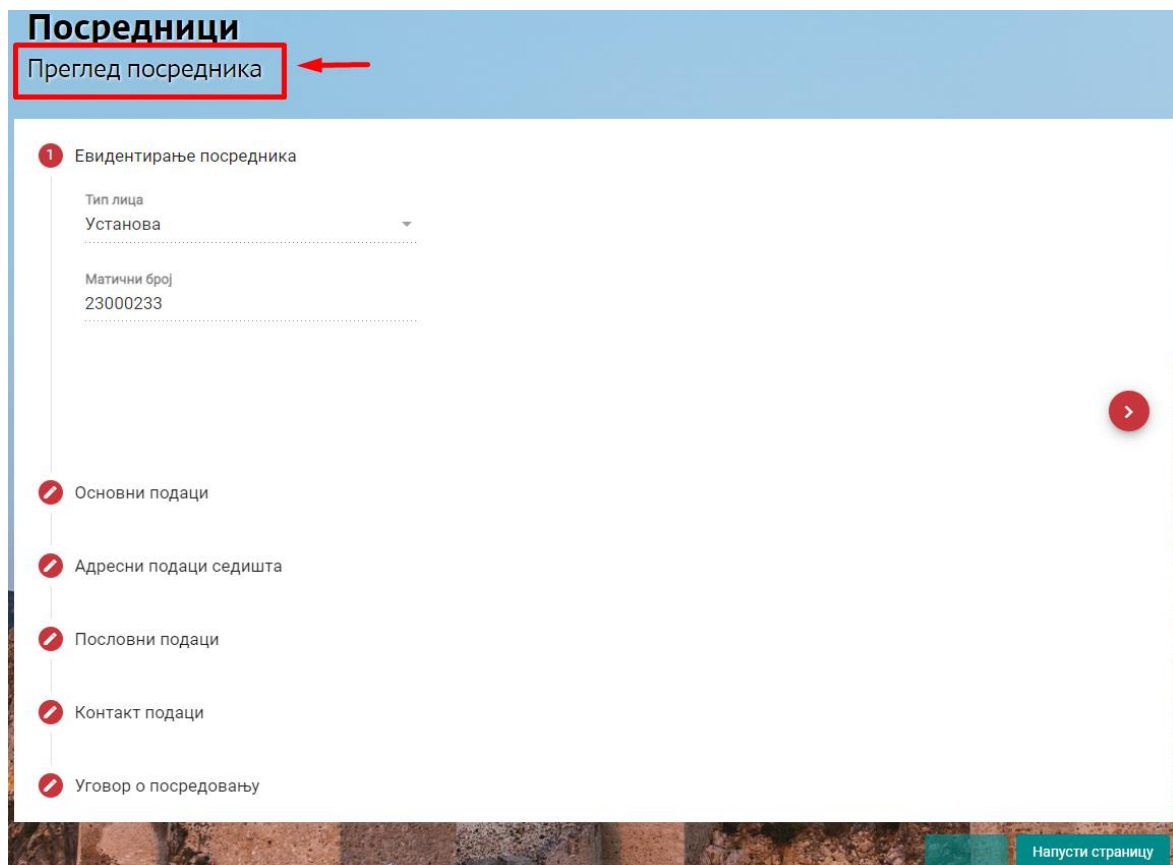 Посредници
Преглед посредника
1 Евидентирање посредника
Тип лица
Установа
Матични број
23000233
Основни подаци
Адресни подаци седишта
Пословни подаци
Контакт подаци
Уговор о посредовању
Напусти страницу